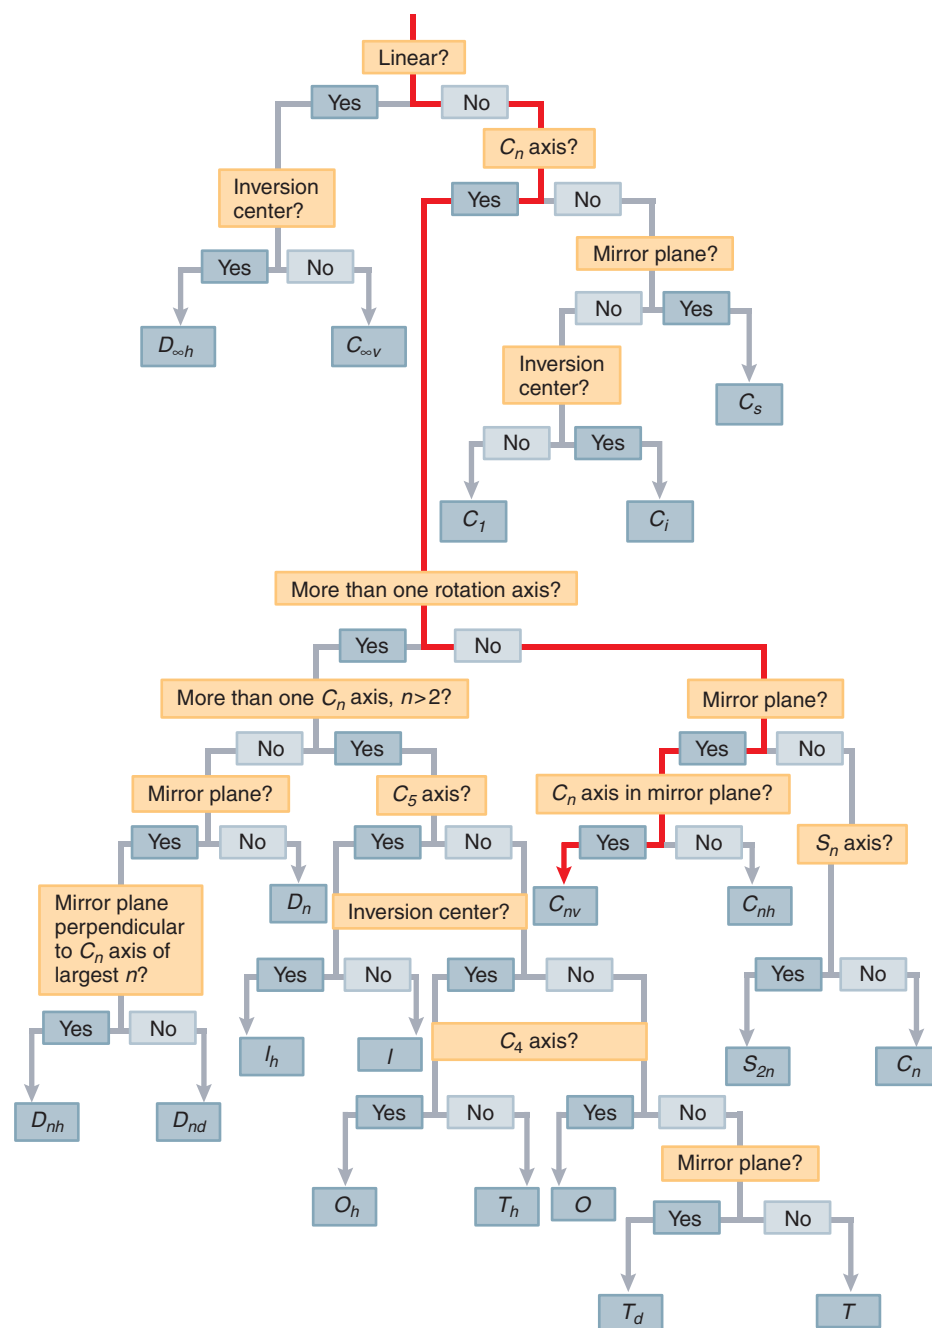 Linear?
Yes
No
Cn axis?
Inversion
center?
Yes
No
Yes
No
Mirror plane?
No
Yes
D∞h
C∞v
Inversion
center?
Cs
No
Yes
C1
Ci
More than one rotation axis?
Yes
No
More than one Cn axis, n>2?
Mirror plane?
No
Yes
Yes
No
Mirror plane?
C5 axis?
Cn axis in mirror plane?
Yes
No
Yes
No
Yes
No
Sn axis?
Mirror plane
perpendicular
to Cn axis of
largest n?
Dn
Inversion center?
Cnv
Cnh
Yes
No
Yes
No
Yes
No
Yes
No
Ih
I
C4 axis?
S2n
Cn
Dnh
Dnd
Yes
No
Yes
No
Mirror plane?
Oh
Th
O
Yes
No
Td
T